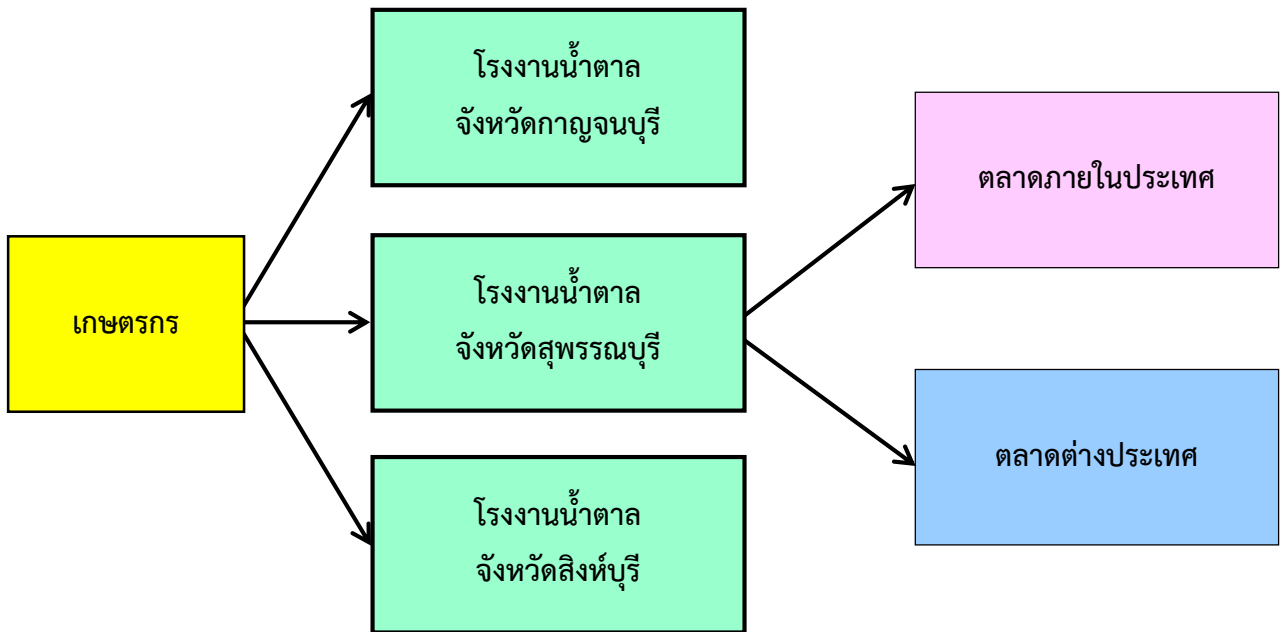 เกษตรกร
โรงงานน้ำตาล
จังหวัดกาญจนบุรี
โรงงานน้ำตาล
จังหวัดสุพรรณบุรี
โรงงานน้ำตาล
จังหวัดสิงห์บุรี
ตลาดภายในประเทศ
ตลาดต่างประเทศ